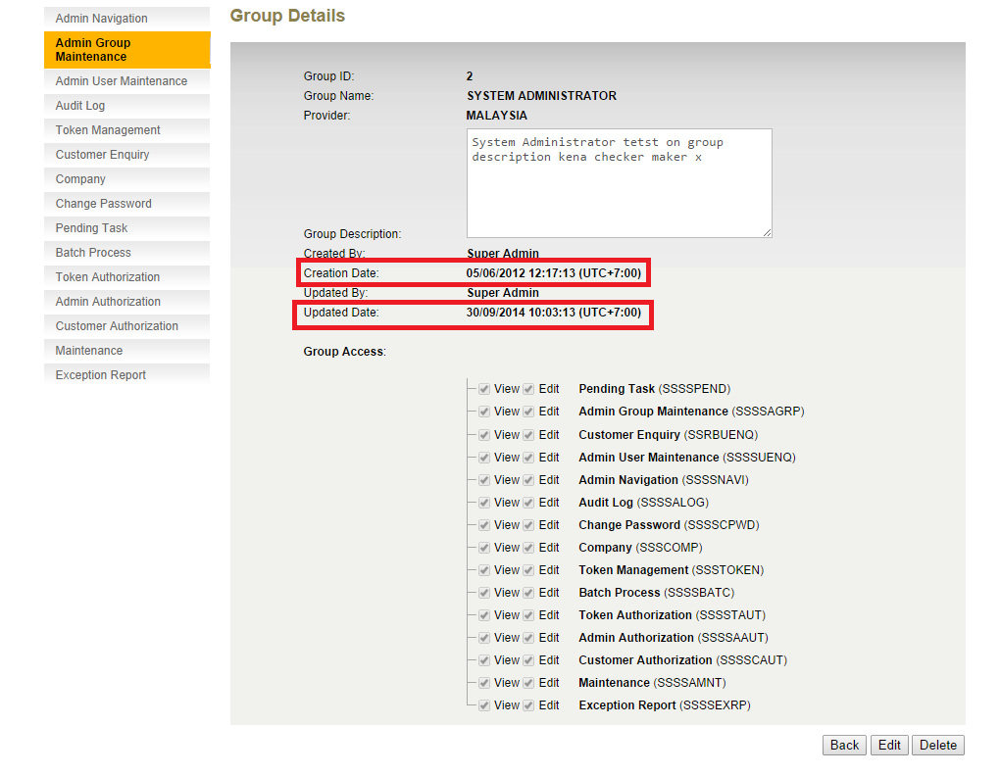 Admin Navigation
Admin Group
Maintenance
Admin User Maintenance
Audit Log
Token Management
Customer Enquiry
Company
Change Password
Pending Task
Batch Process
Token Authorization
Admin Authorization
Customer Authorization
Maintenance
Exception Report
Group Details
Group ID: 2
Group Name: SYSTEM ADMINISTRATOR
Provider: MALAYSIA
System Administrator tetst on group
description kena checker maker x
Group Description:
Created By: Super Admin
Creation Date: 05/06/2012 12:17:13 (UTC+7:00)
Updated By: Super Admin
Updated Date: 30/09/2014 10:03:13 (UTC+7:00)
Group Access:
View Edit Pending Task (SSSSPEND)
View Edit Admin Group Maintenance (SSSSAGRP)
View Edit Customer Enquiry (SSRBUENQ)
View Edit Admin User Maintenance (SSSSUENQ)
View Edit Admin Navigation (SSSSNAVI)
View Edit Audit Log (SSSSALOG)
View Edit Change Password (SSSSCPWD)
View Edit Company (SSSCOMP)
View Edit Token Management (SSSTOKEN)
View Edit Batch Process (SSSSBATC)
View Edit Token Authorization (SSSSTAUT)
View Edit Admin Authorization (SSSSAAUT)
View Edit Customer Authorization (SSSSCAUT)
View Edit Maintenance (SSSSAMNT)
View Edit Exception Report (SSSSEXRP)
Back Edit Delete